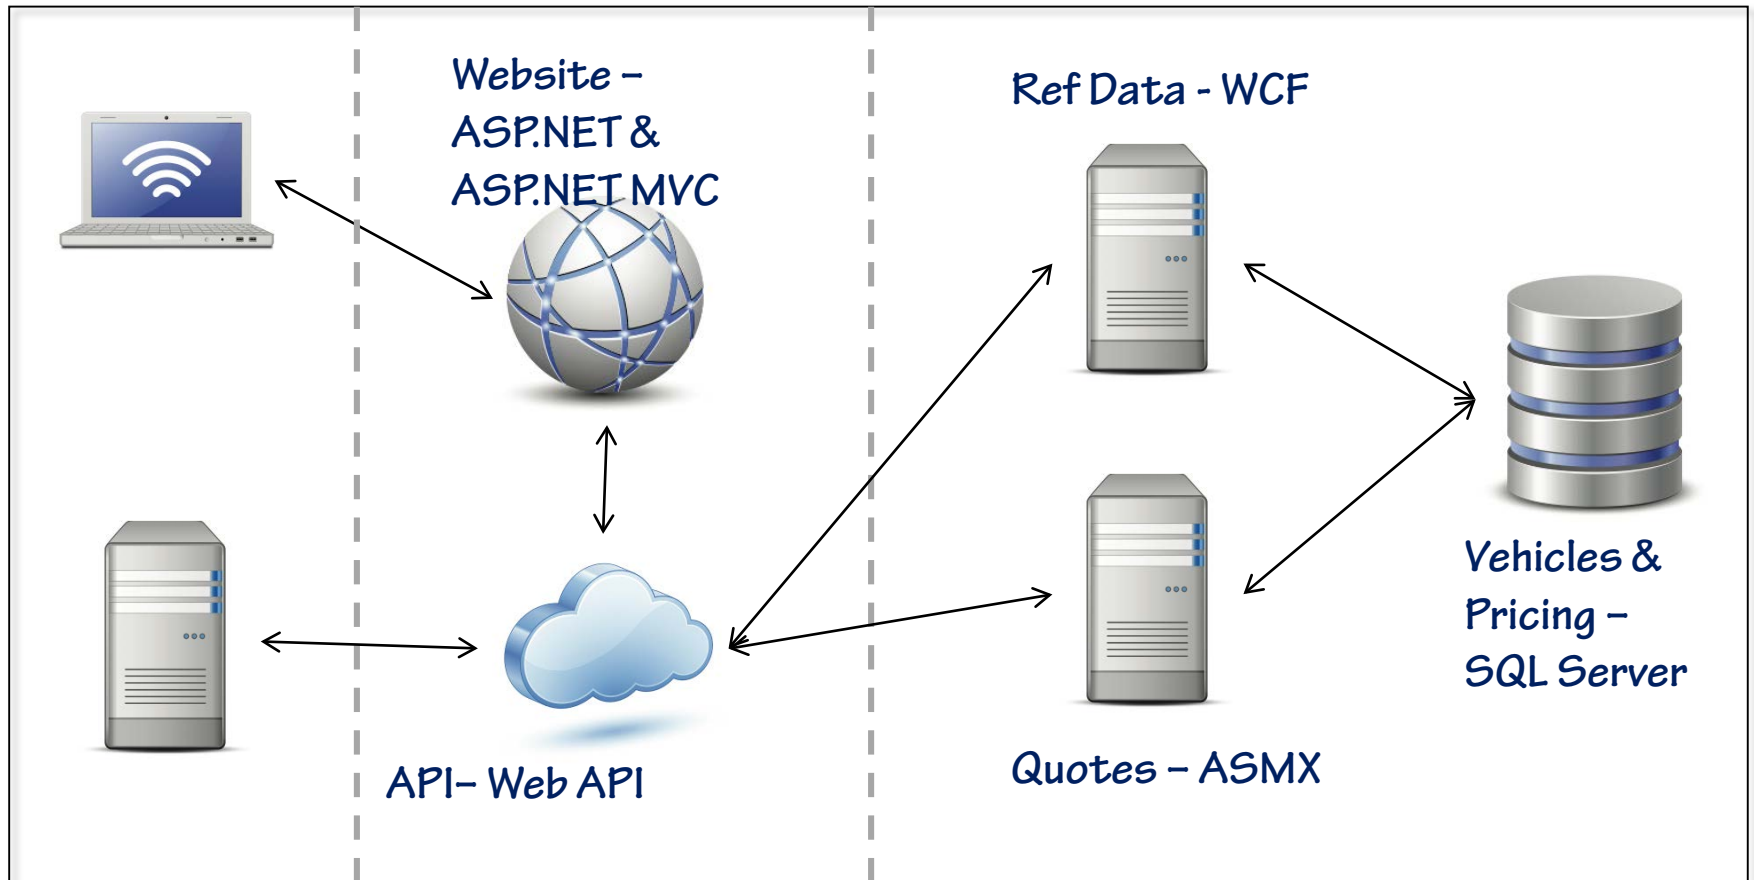 Website –
ASP.NET &
ASP.NET MVC
Ref Data - WCF
Vehicles &
Pricing –
SQL Server
API– Web API
Quotes – ASMX